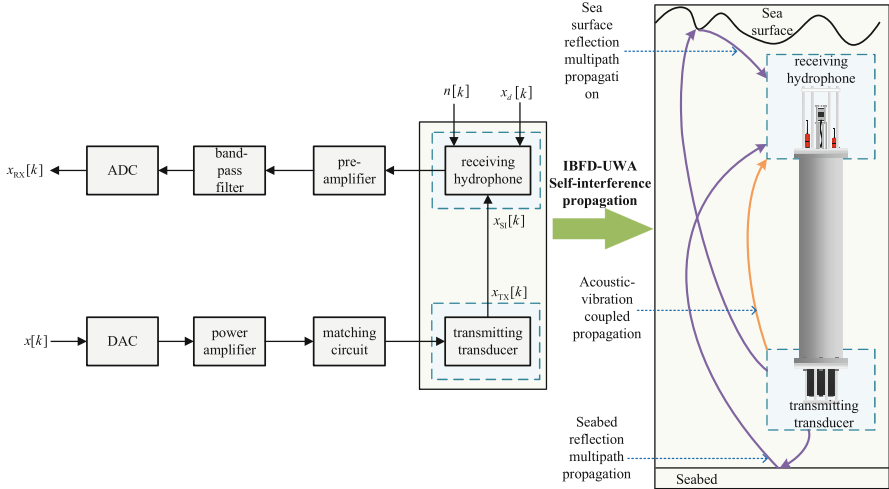 n[k]
x_d[k]
x_RX[k]
ADC
band-
pass
filter
pre-
amplifier
receiving
hydrophone
x_SI[k]
x_TX[k]
x[k]
DAC
power
amplifier
matching
circuit
transmitting
transducer
IBFD-UWA
Self-interference
propagation
Sea
surface
reflection
multipath
propagati
on
Sea
surface
receiving
hydrophone
Acoustic-
vibration
coupled
propagation
transmitting
transducer
Seabed
reflection
multipath
propagation
Seabed